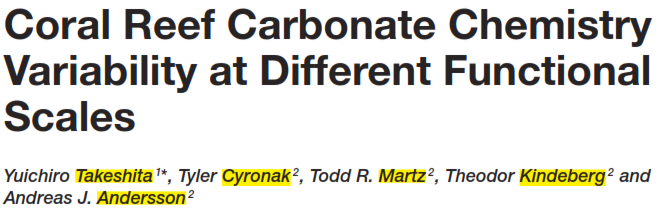 Coral Reef Carbonate Chemistry
Variability at Different Functional
Scales
Yuichiro Takeshita 1*, Tyler Cyronak 2, Todd R. Martz 2, Theodor Kindeberg 2 and
Andreas J. Andersson 2